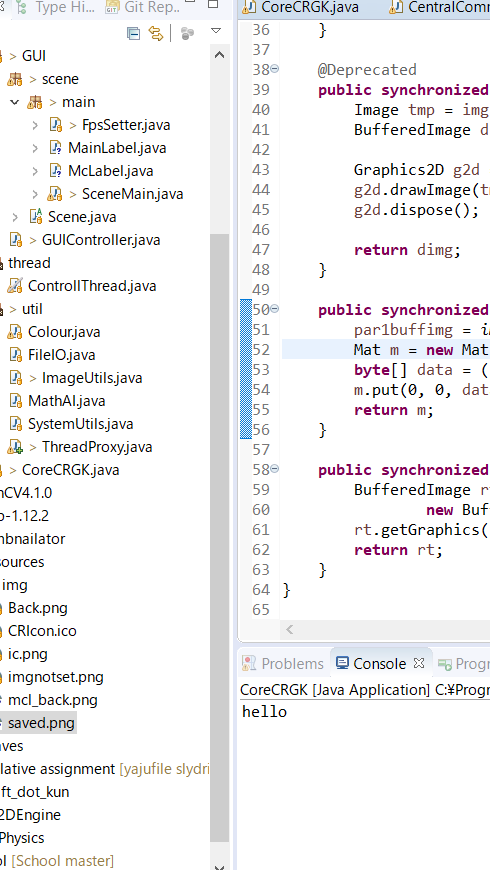 Type Hi...
Git Rep...
GUI
> scene
> main
> FpsSetter.java
MainLabel.java
McLabel.java
> SceneMain.java
Scene.java
> GUIController.java
thread
ControllThread.java
> util
Colour.java
FileIO.java
> ImageUtils.java
MathAI.java
SystemUtils.java
> ThreadProxy.java
> CoreCRGK.java
nCV4.1.0
o-1.12.2
mbnailator
sources
img
Back.png
CRIcon.ico
ic.png
imgnotset.png
mcl_back.png
saved.png
aves
lative assignment [yajufile slydri
ft_dot_kun
2DEngine
Physics
ol [School master]
CoreCRGK.java
CentralComm
36 }
37
38 @Deprecated
39 public synchronized
40 Image tmp = img
41 BufferedImage d
42
43 Graphics2D g2d
44 g2d.drawImage(t
45 g2d.dispose();
46
47 return dimg;
48 }
49
50 public synchronized
51 par1buffimg = i
52 Mat m = new Mat
53 byte[] data = (
54 m.put(0, 0, dat
55 return m;
56 }
57
58 public synchronized
59 BufferedImage r
60 new Buf
61 rt.getGraphics(
62 return rt;
63 }
64 }
65
Problems
Console
Progr
CoreCRGK [Java Application] C:¥Progr
hello